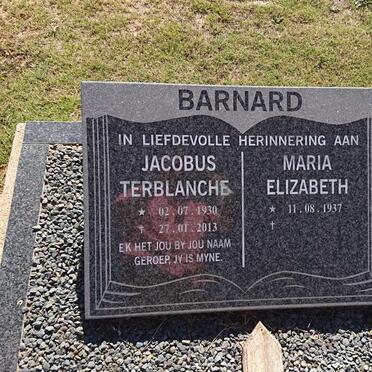 BARNARD
IN LIEFDEVOLLE HERINNERING AAN
JACOBUS
TERBLANCHE
★ 02.07.1930
† 27.01.2013
EK HET JOU BY JOU NAAM
GEROEP, JY IS MYNE.
MARIA
ELIZABETH
★ 11.08.1937
†